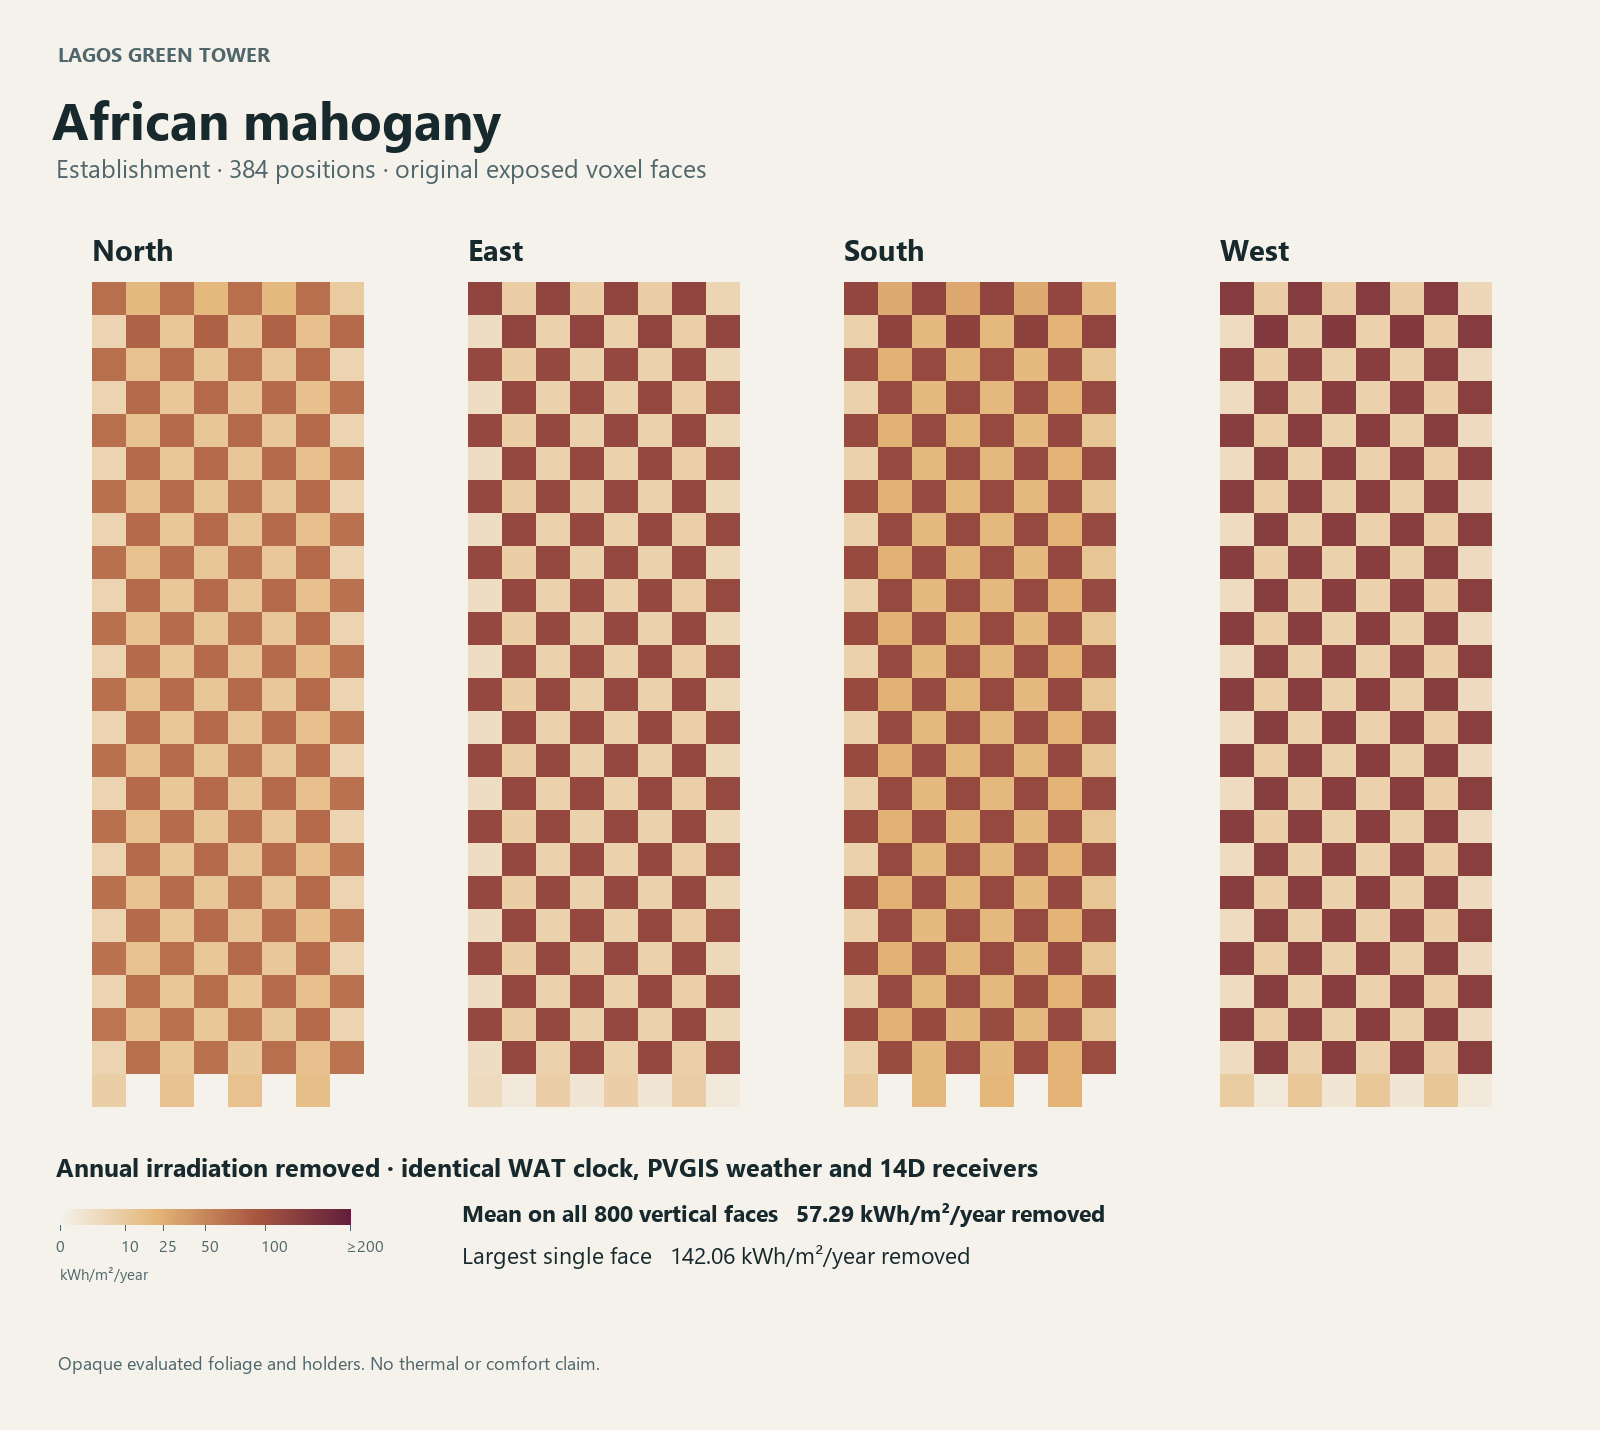 LAGOS GREEN TOWER
African mahogany
Establishment · 384 positions · original exposed voxel faces
North East South West
Annual irradiation removed · identical WAT clock, PVGIS weather and 14D receivers
Mean on all 800 vertical faces 57.29 kWh/m²/year removed
0 10 25 50 100 ≥200
Largest single face 142.06 kWh/m²/year removed
kWh/m²/year
Opaque evaluated foliage and holders. No thermal or comfort claim.